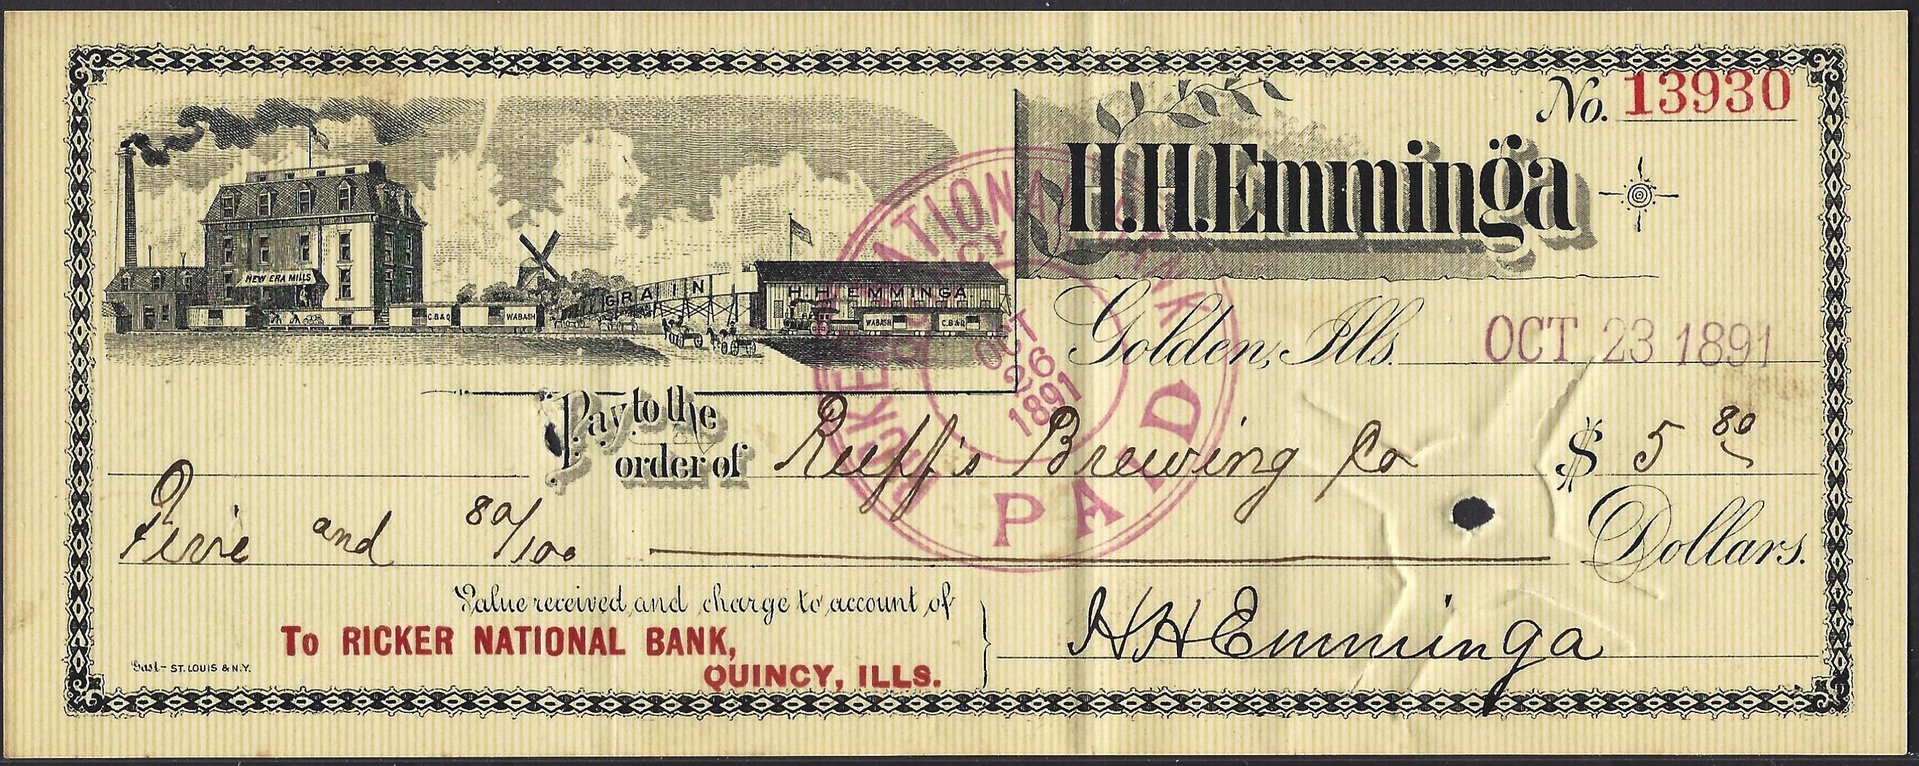 No. 13930
H.H.Emminga
NEW ERA MILLS
C.B.& Q
WABASH
GRAIN
H H EMMINGA
WABASH
C.B & Q
Golden, Ills. OCT 23 1891
RICKER NATIONAL BANK
QUINCY
OCT
26
1891
PAID
Pay to the
order of Ruff's Brewing Co $ 5 80
Five and 80/100 Dollars.
Value received and charge to account of
To RICKER NATIONAL BANK,
QUINCY, ILLS.
H H Emminga
Gast - ST. LOUIS & N.Y.